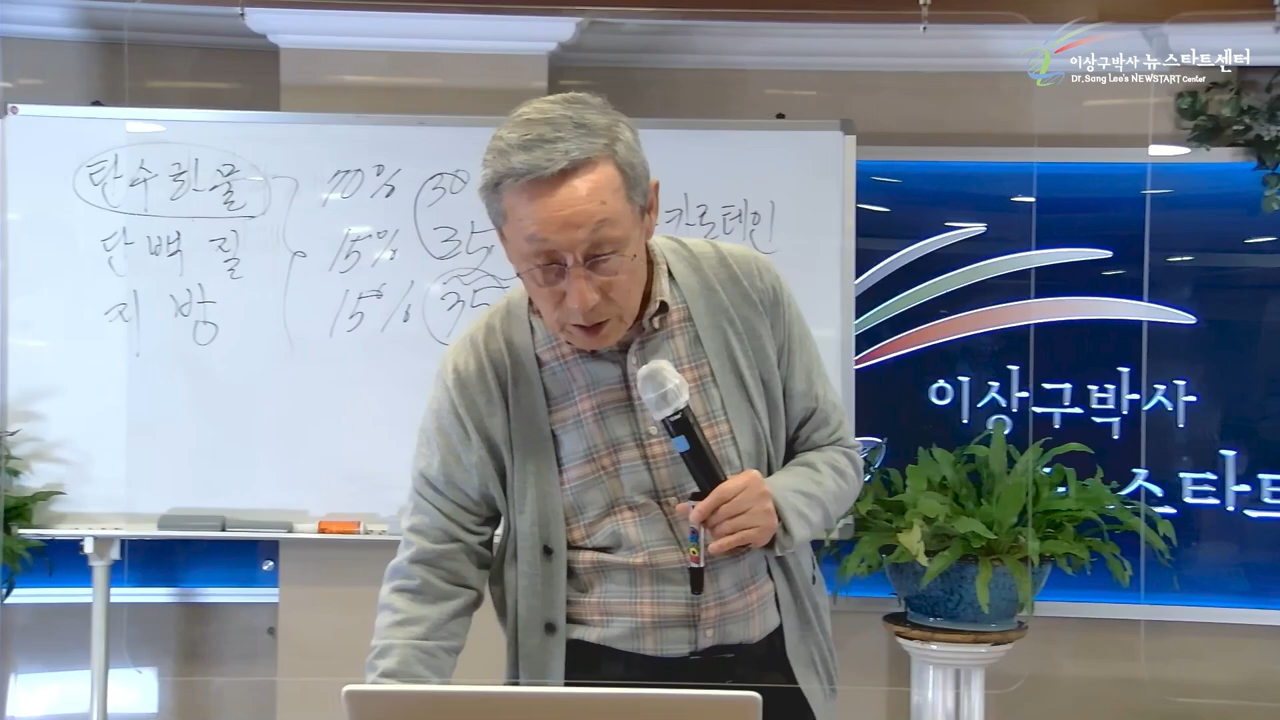 이상구박사 뉴스타트센터
Dr. Sang Lee's NEWSTART Center
탄수화물 70% 30
단백질 15% 35 카로테인
지방 15% 35
이상구박사
스타트